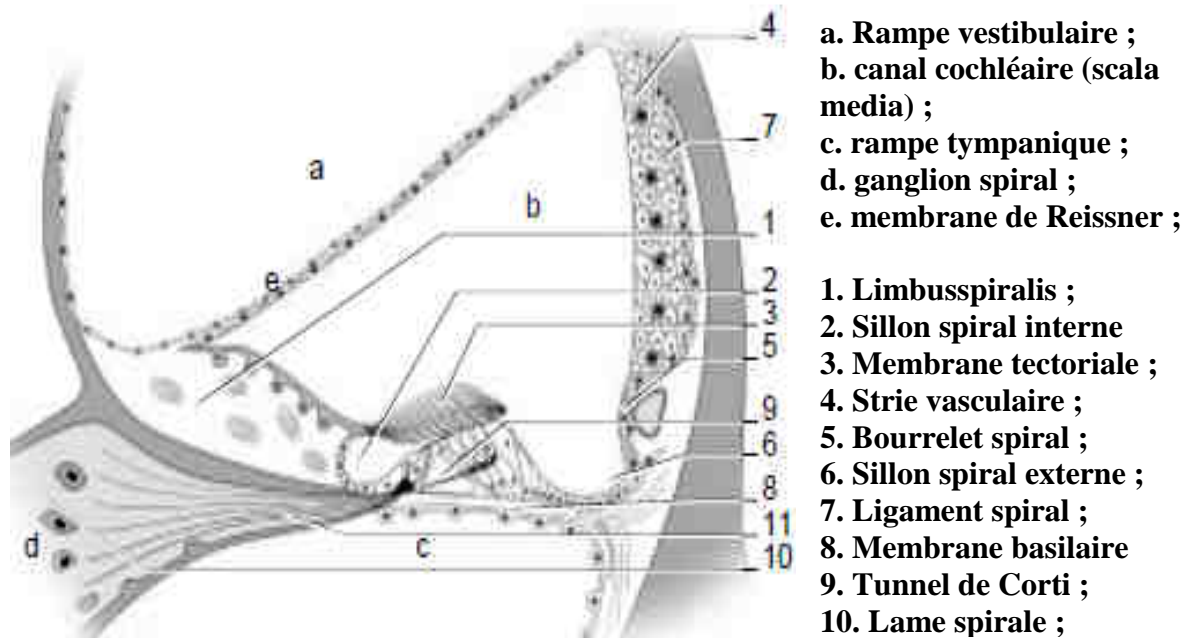 a. Rampe vestibulaire ;
b. canal cochléaire (scala
media) ;
c. rampe tympanique ;
d. ganglion spiral ;
e. membrane de Reissner ;
1. Limbusspiralis ;
2. Sillon spiral interne
3. Membrane tectoriale ;
4. Strie vasculaire ;
5. Bourrelet spiral ;
6. Sillon spiral externe ;
7. Ligament spiral ;
8. Membrane basilaire
9. Tunnel de Corti ;
10. Lame spirale ;
4
7
a
b
1
e
2
3
5
9
6
8
11
d
c
10